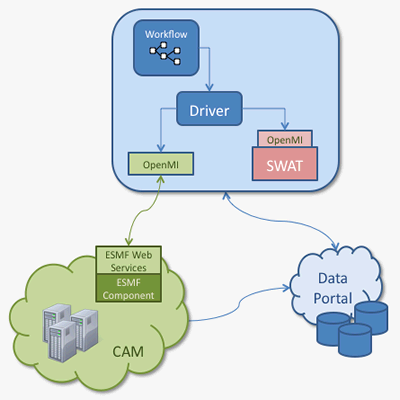 Workflow
Driver
OpenMI
OpenMI
SWAT
ESMF Web
Services
ESMF
Component
CAM
Data
Portal